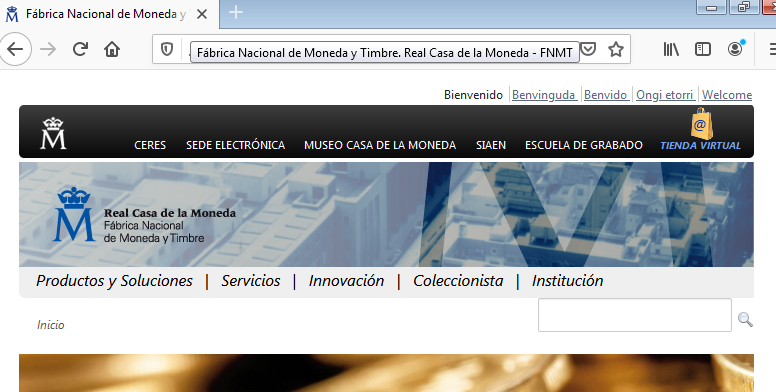 Fábrica Nacional de Moneda y
Fábrica Nacional de Moneda y Timbre. Real Casa de la Moneda - FNMT
Bienvenido Benvinguda Benvido Ongi etorri Welcome
M
CERES SEDE ELECTRÓNICA MUSEO CASA DE LA MONEDA SIAEN ESCUELA DE GRABADO TIENDA VIRTUAL
@
M
Real Casa de la Moneda
Fábrica Nacional
de Moneda y Timbre
Productos y Soluciones | Servicios | Innovación | Coleccionista | Institución
Inicio